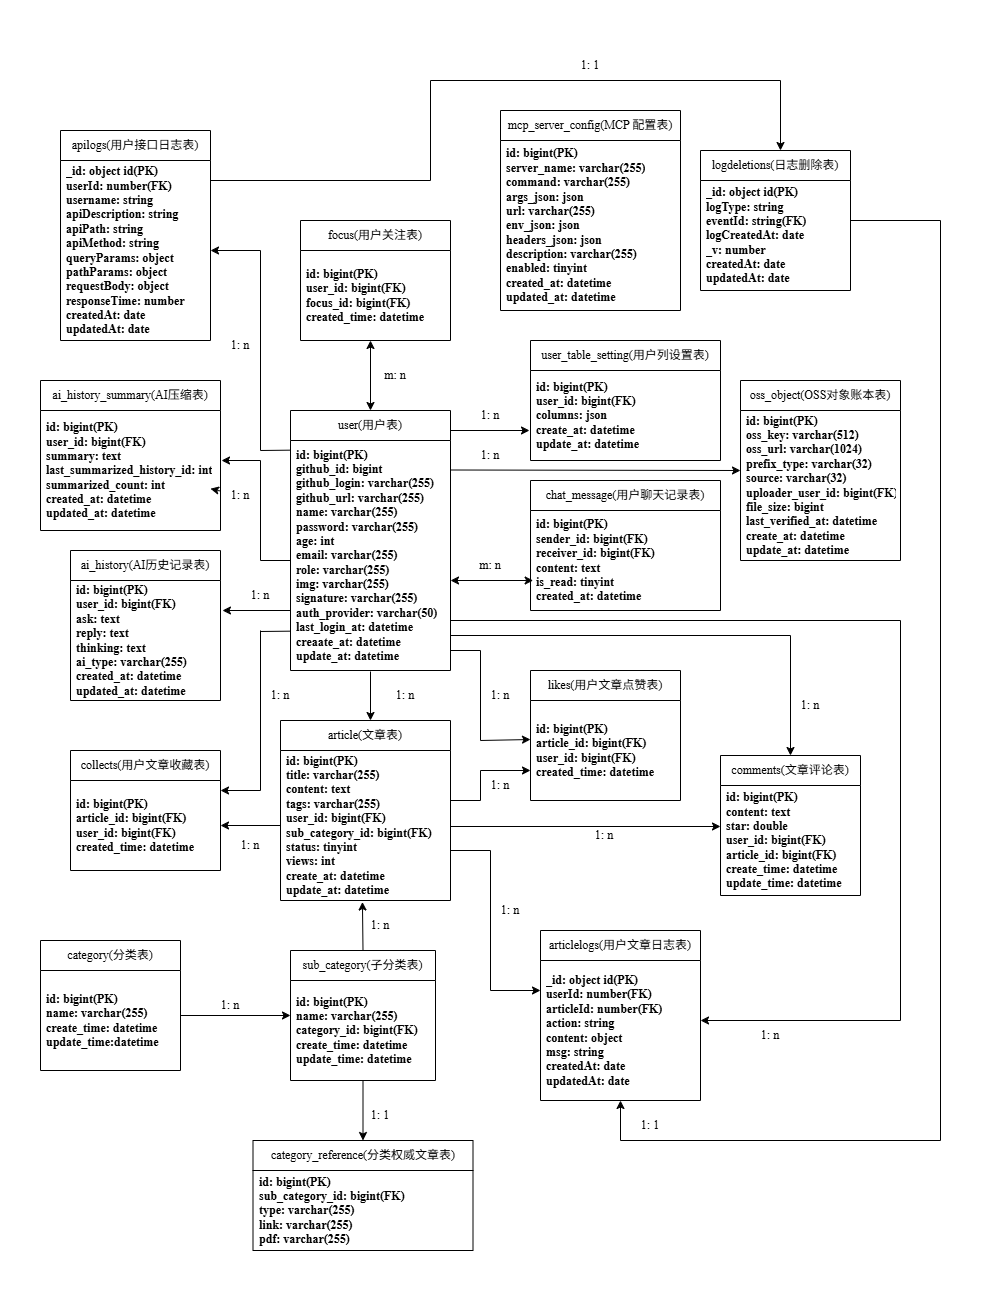 1: 1
mcp_server_config(MCP 配置表)
id: bigint(PK)
server_name: varchar(255)
command: varchar(255)
args_json: json
url: varchar(255)
env_json: json
headers_json: json
description: varchar(255)
enabled: tinyint
created_at: datetime
updated_at: datetime
apilogs(用户接口日志表)
_id: object id(PK)
userId: number(FK)
username: string
apiDescription: string
apiPath: string
apiMethod: string
queryParams: object
pathParams: object
requestBody: object
responseTime: number
createdAt: date
updatedAt: date
logdeletions(日志删除表)
_id: object id(PK)
logType: string
eventId: string(FK)
logCreatedAt: date
_v: number
createdAt: date
updatedAt: date
focus(用户关注表)
id: bigint(PK)
user_id: bigint(FK)
focus_id: bigint(FK)
created_time: datetime
1: n
m: n
user_table_setting(用户列设置表)
id: bigint(PK)
user_id: bigint(FK)
columns: json
create_at: datetime
update_at: datetime
ai_history_summary(AI压缩表)
id: bigint(PK)
user_id: bigint(FK)
summary: text
last_summarized_history_id: int
summarized_count: int
created_at: datetime
updated_at: datetime
1: n
oss_object(OSS对象账本表)
id: bigint(PK)
oss_key: varchar(512)
oss_url: varchar(1024)
prefix_type: varchar(32)
source: varchar(32)
uploader_user_id: bigint(FK)
file_size: bigint
last_verified_at: datetime
create_at: datetime
update_at: datetime
user(用户表)
id: bigint(PK)
github_id: bigint
github_login: varchar(255)
github_url: varchar(255)
name: varchar(255)
password: varchar(255)
age: int
email: varchar(255)
role: varchar(255)
img: varchar(255)
signature: varchar(255)
auth_provider: varchar(50)
last_login_at: datetime
creaate_at: datetime
update_at: datetime
1: n
1: n
chat_message(用户聊天记录表)
id: bigint(PK)
sender_id: bigint(FK)
receiver_id: bigint(FK)
content: text
is_read: tinyint
created_at: datetime
m: n
ai_history(AI历史记录表)
id: bigint(PK)
user_id: bigint(FK)
ask: text
reply: text
thinking: text
ai_type: varchar(255)
created_at: datetime
updated_at: datetime
1: n
1: n
1: n
1: n
likes(用户文章点赞表)
id: bigint(PK)
article_id: bigint(FK)
user_id: bigint(FK)
created_time: datetime
1: n
1: n
article(文章表)
id: bigint(PK)
title: varchar(255)
content: text
tags: varchar(255)
user_id: bigint(FK)
sub_category_id: bigint(FK)
status: tinyint
views: int
create_at: datetime
update_at: datetime
collects(用户文章收藏表)
id: bigint(PK)
article_id: bigint(FK)
user_id: bigint(FK)
created_time: datetime
1: n
comments(文章评论表)
id: bigint(PK)
content: text
star: double
user_id: bigint(FK)
article_id: bigint(FK)
create_time: datetime
update_time: datetime
1: n
1: n
1: n
category(分类表)
id: bigint(PK)
name: varchar(255)
create_time: datetime
update_time:datetime
1: n
sub_category(子分类表)
id: bigint(PK)
name: varchar(255)
category_id: bigint(FK)
create_time: datetime
update_time: datetime
articlelogs(用户文章日志表)
_id: object id(PK)
userId: number(FK)
articleId: number(FK)
action: string
content: object
msg: string
createdAt: date
updatedAt: date
1: n
1: 1
1: 1
category_reference(分类权威文章表)
id: bigint(PK)
sub_category_id: bigint(FK)
type: varchar(255)
link: varchar(255)
pdf: varchar(255)